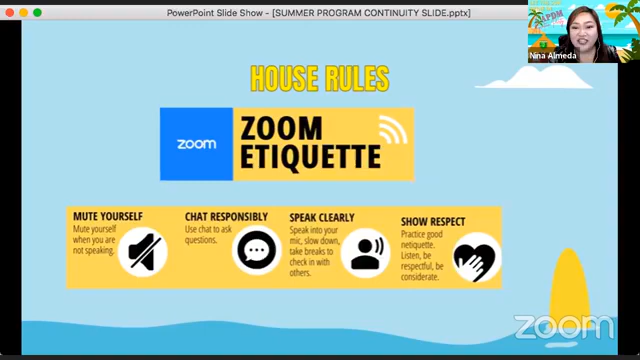 PowerPoint Slide Show - [SUMMER PROGRAM CONTINUITY SLIDE.pptx]
Nina Almeda
HOUSE RULES
zoom
ZOOM
ETIQUETTE
MUTE YOURSELF
Mute yourself
when you are
not speaking.
CHAT RESPONSIBLY
Use chat to ask
questions.
SPEAK CLEARLY
Speak into your
mic, slow down,
take breaks to
check in with
others.
SHOW RESPECT
Practice good
netiquette.
Listen, be
respectful, be
considerate.
zoom